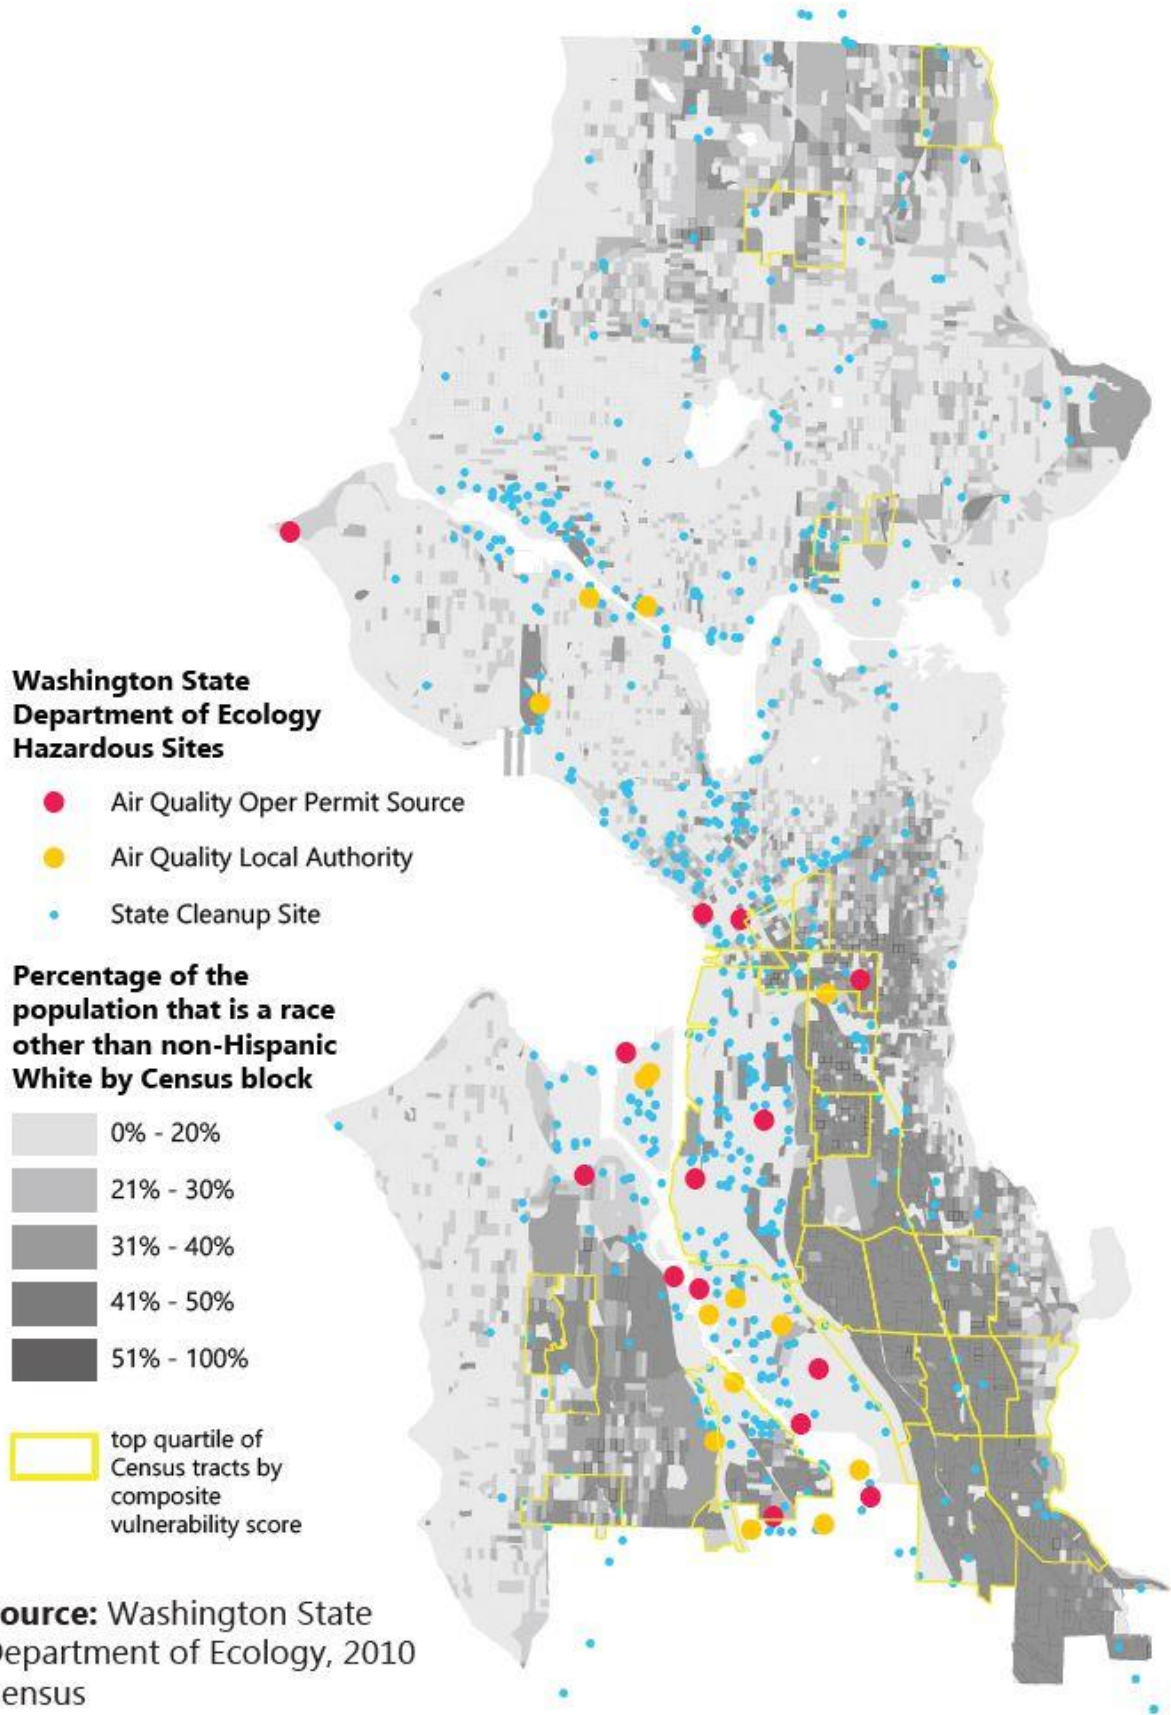 Washington State
Department of Ecology
Hazardous Sites
Air Quality Oper Permit Source
Air Quality Local Authority
State Cleanup Site
Percentage of the
population that is a race
other than non-Hispanic
White by Census block
0% - 20%
21% - 30%
31% - 40%
41% - 50%
51% - 100%
top quartile of
Census tracts by
composite
vulnerability score
ource: Washington State
Department of Ecology, 2010
ensus